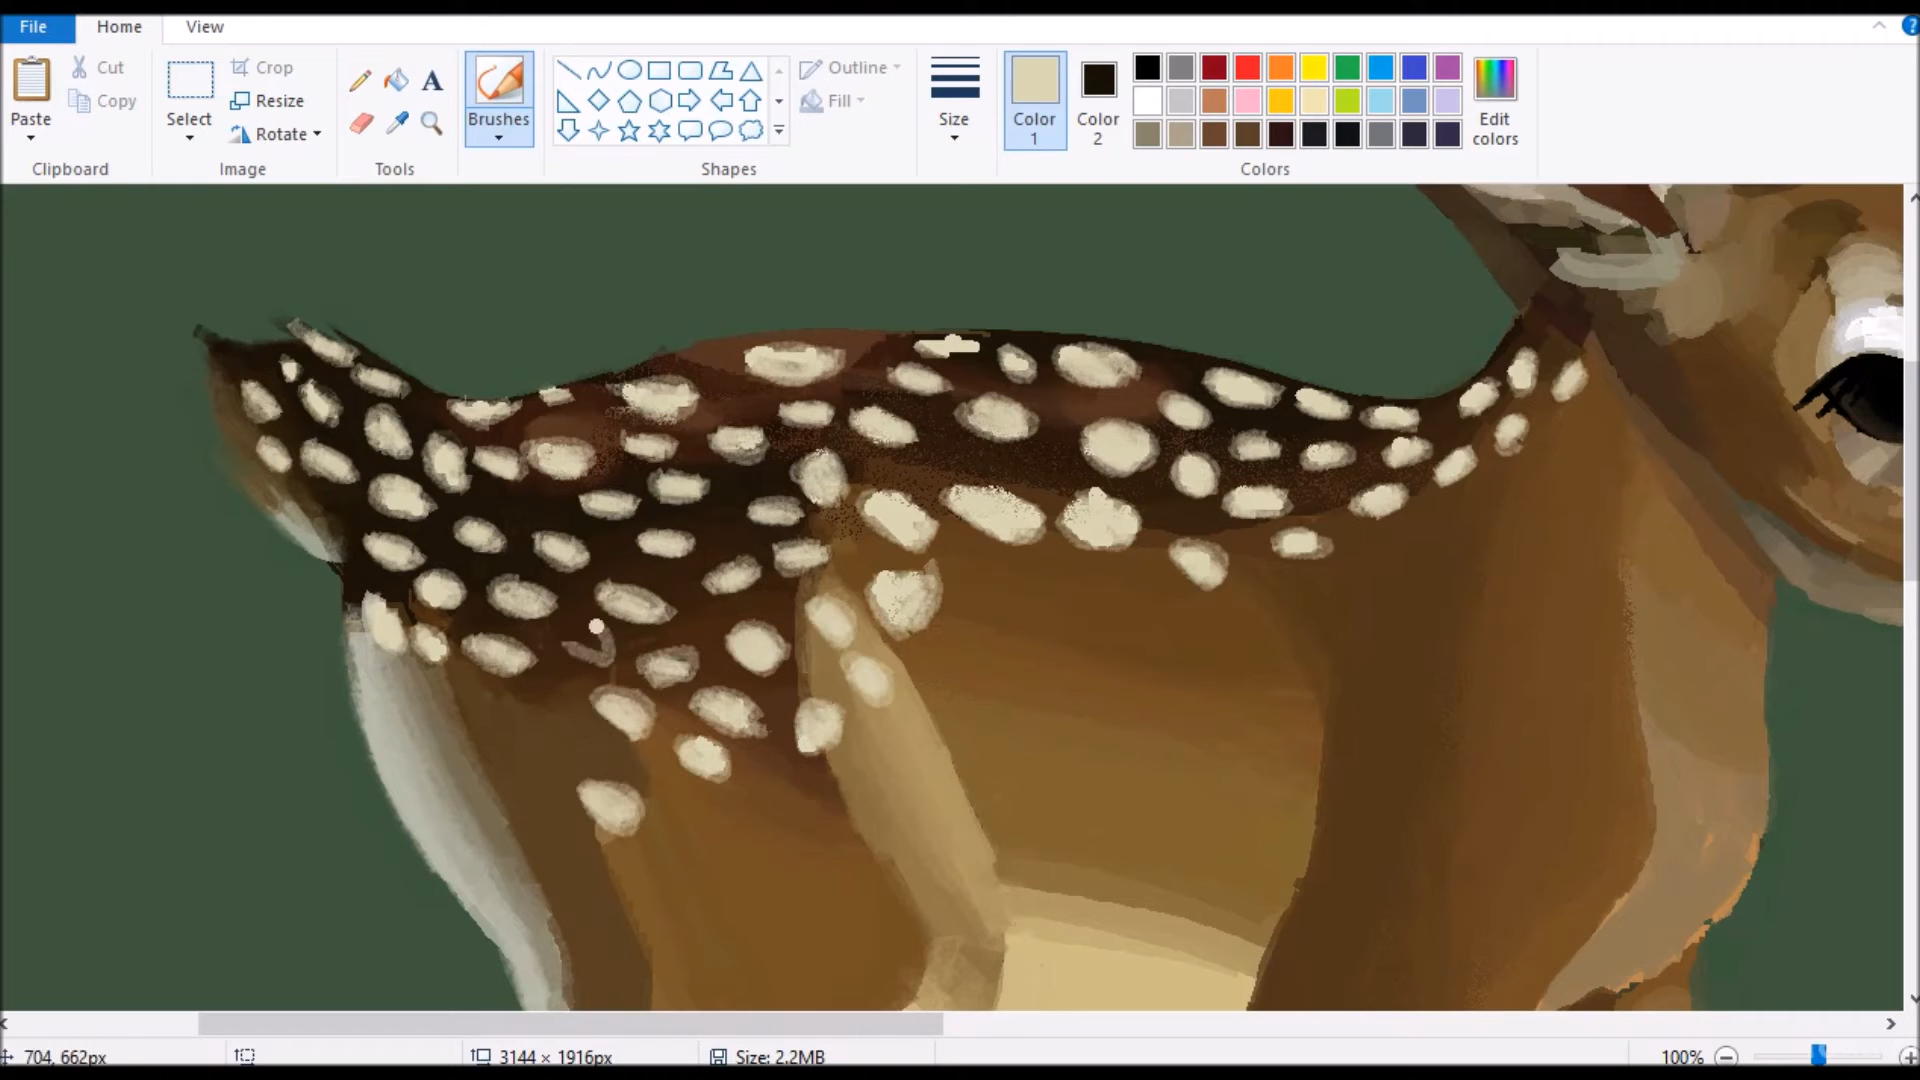 File Home View ?
Paste
Cut
Copy
Clipboard
Select
Crop
Resize
Rotate
Image
A
Tools
Brushes
Outline
Fill
Shapes
Size
Color 1
Color 2
Edit colors
Colors
704, 662px
3144 × 1916px
Size: 2.2MB
100%